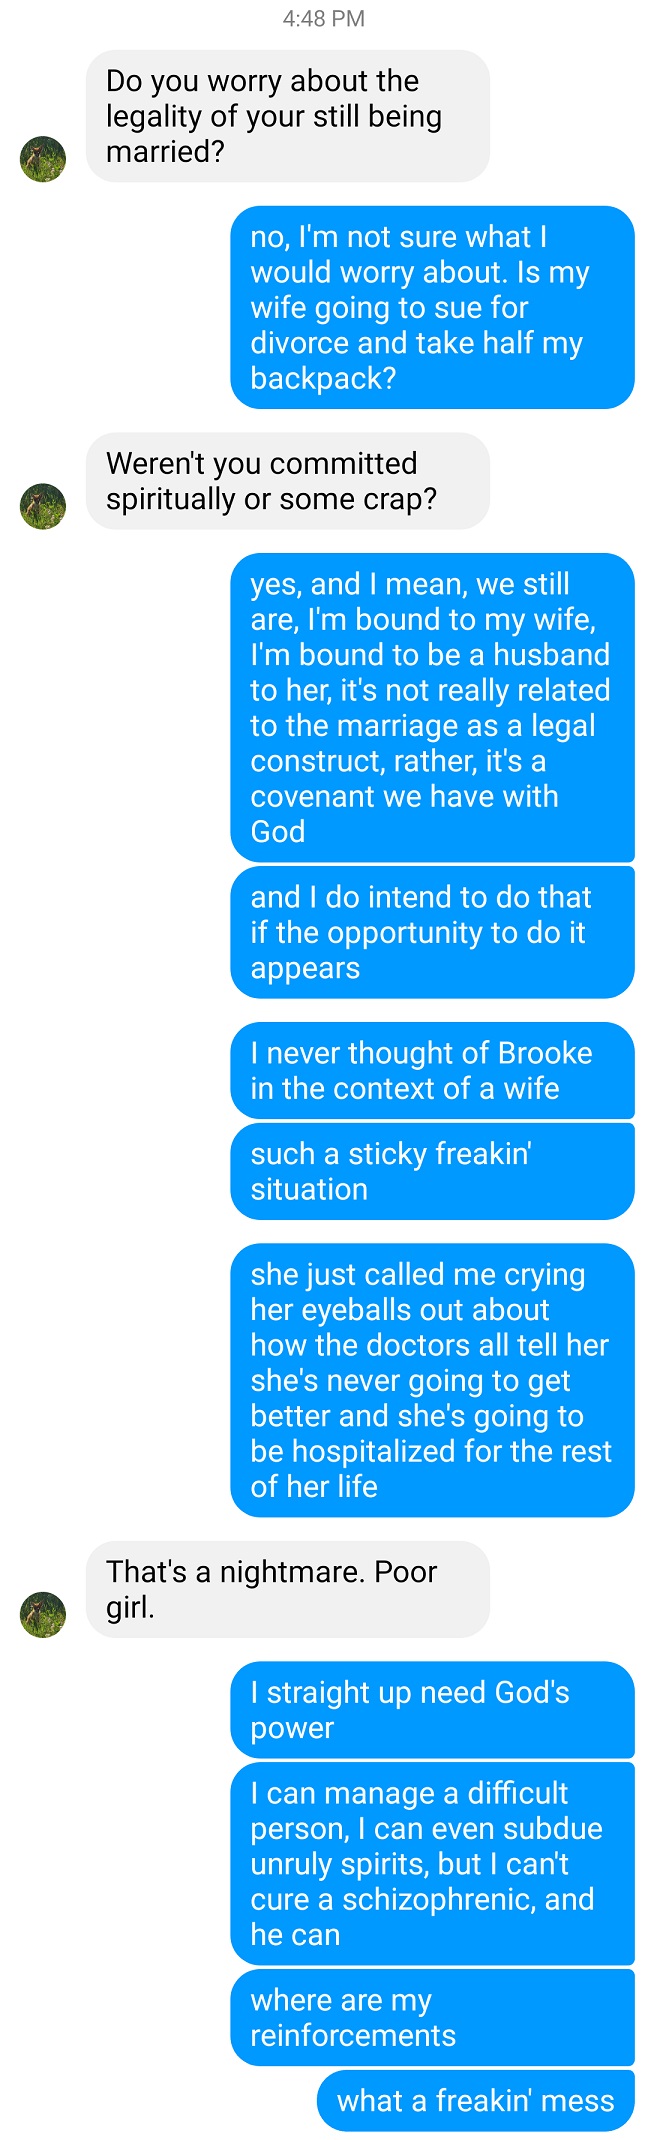 4:48 PM
Do you worry about the
legality of your still being
married?
no, I'm not sure what I
would worry about. Is my
wife going to sue for
divorce and take half my
backpack?
Weren't you committed
spiritually or some crap?
yes, and I mean, we still
are, I'm bound to my wife,
I'm bound to be a husband
to her, it's not really related
to the marriage as a legal
construct, rather, it's a
covenant we have with
God
and I do intend to do that
if the opportunity to do it
appears
I never thought of Brooke
in the context of a wife
such a sticky freakin'
situation
she just called me crying
her eyeballs out about
how the doctors all tell her
she's never going to get
better and she's going to
be hospitalized for the rest
of her life
That's a nightmare. Poor
girl.
I straight up need God's
power
I can manage a difficult
person, I can even subdue
unruly spirits, but I can't
cure a schizophrenic, and
he can
where are my
reinforcements
what a freakin' mess